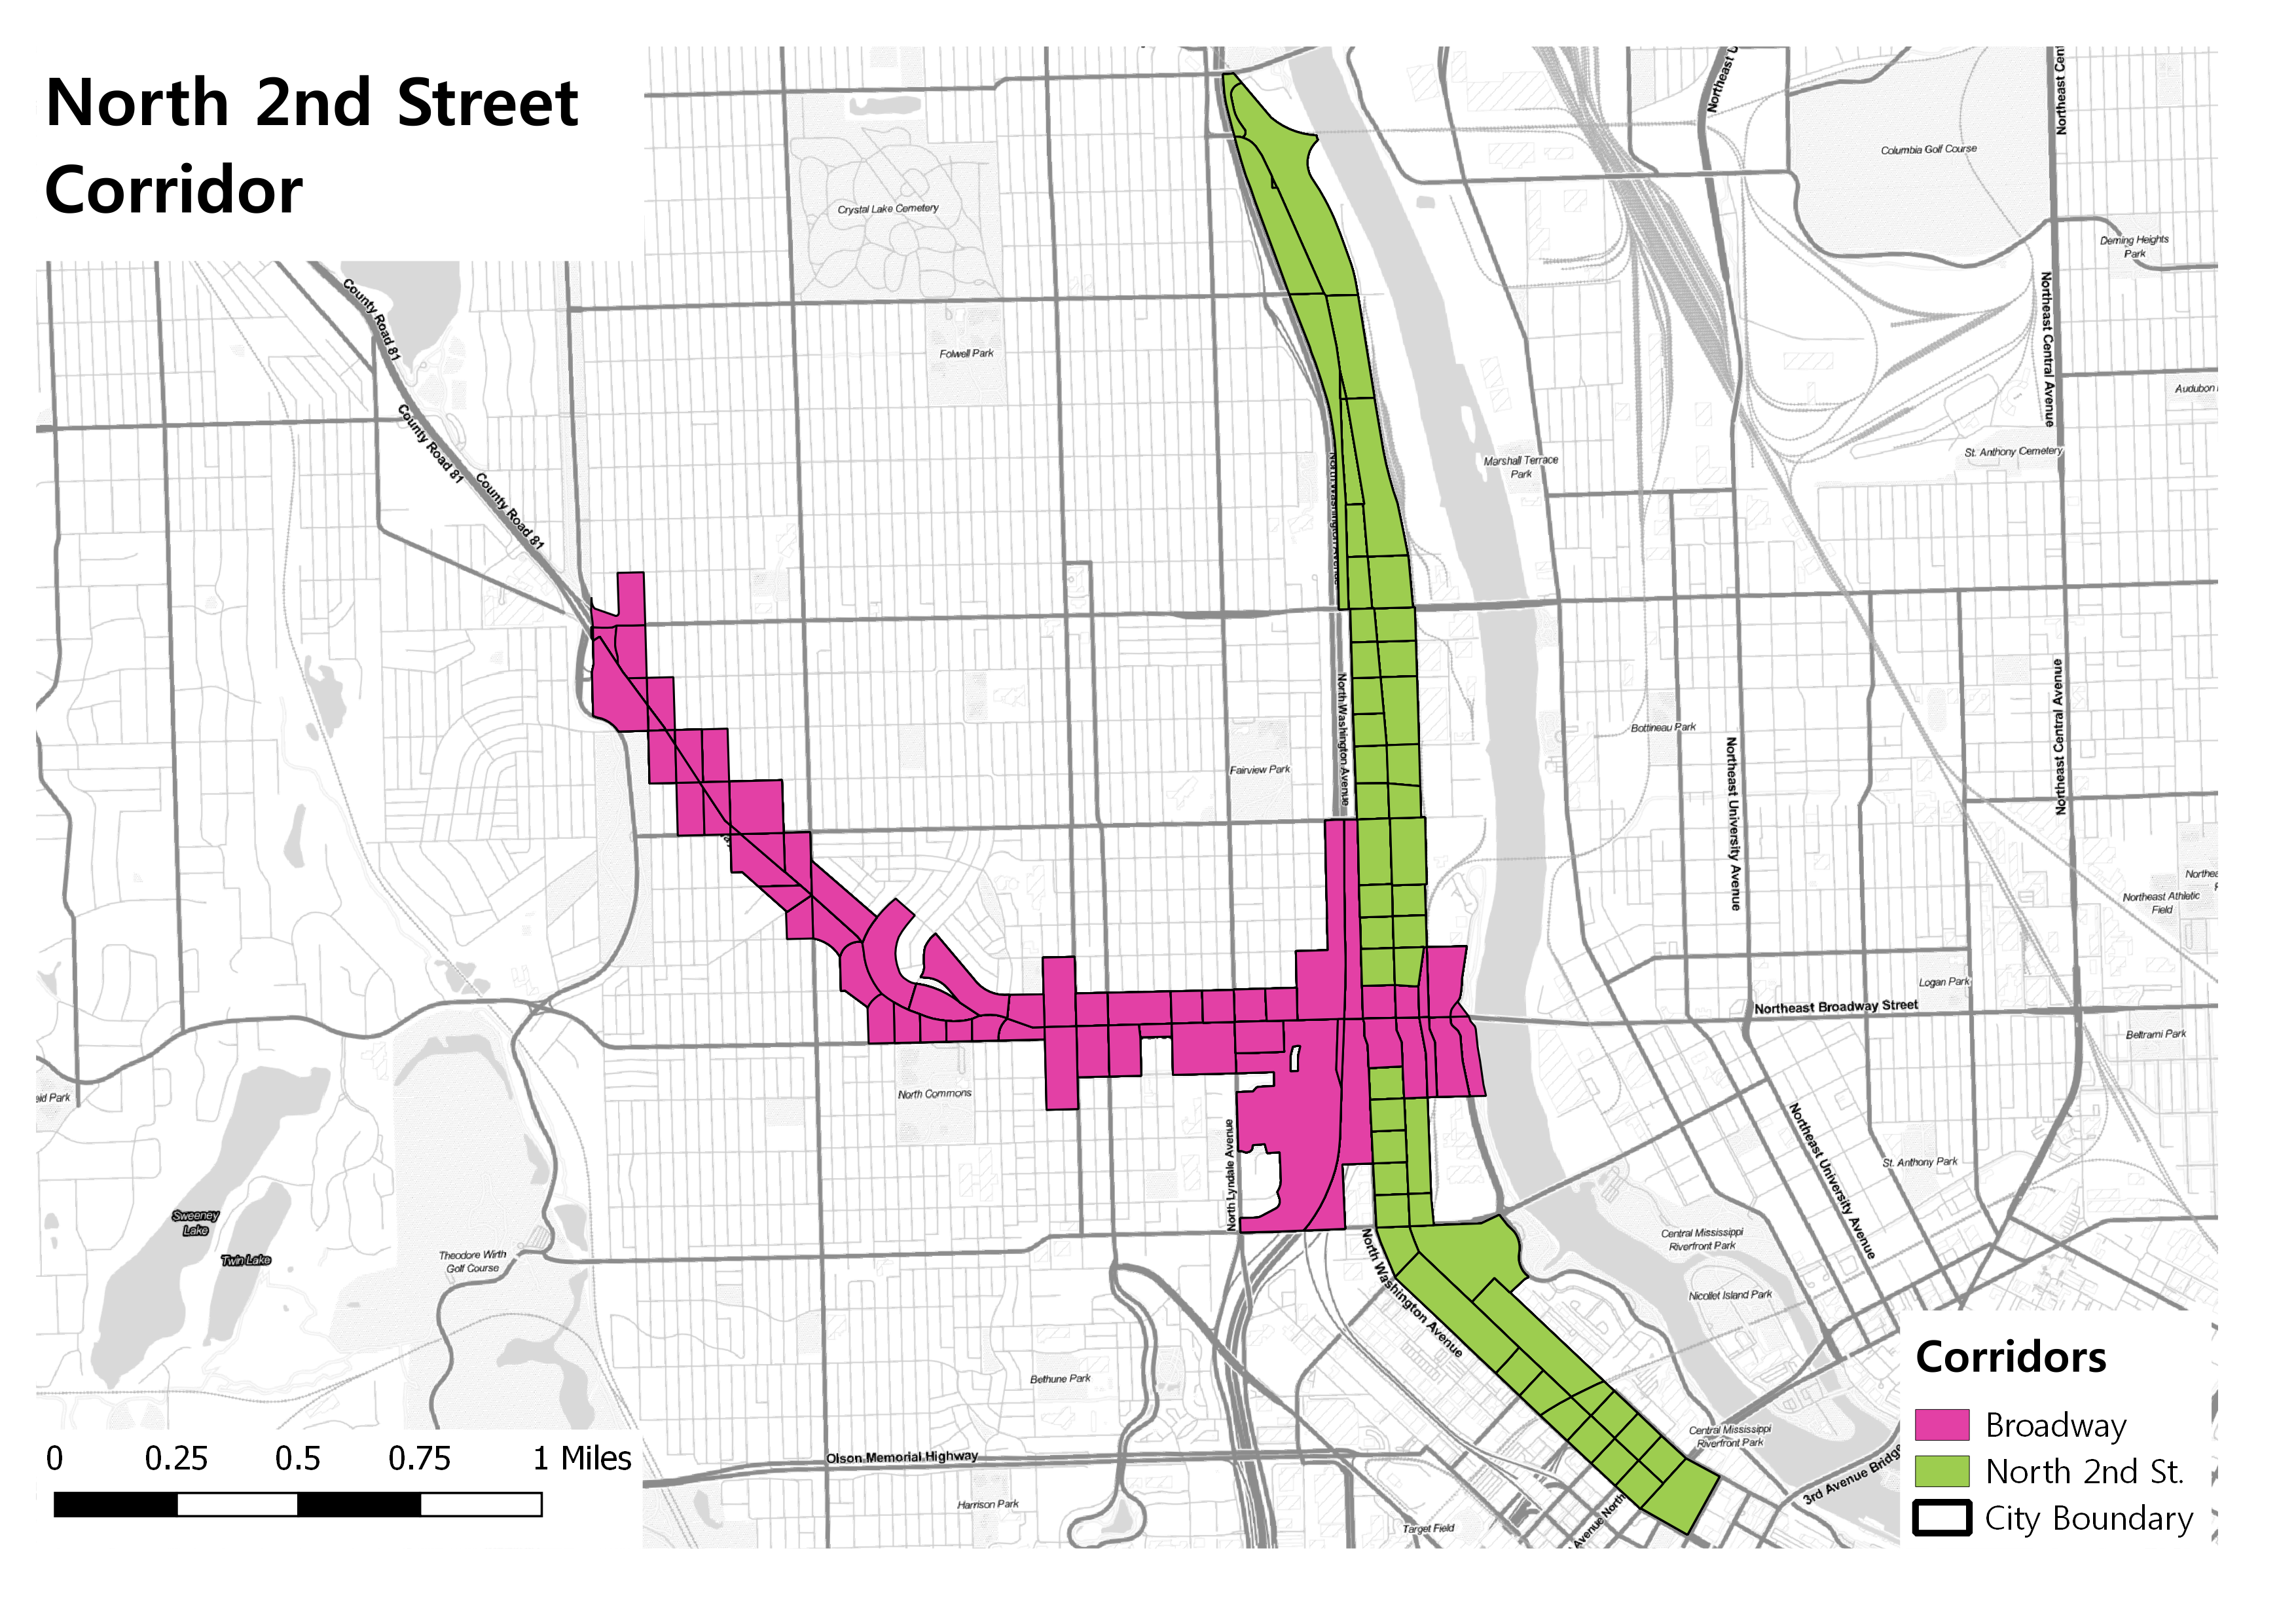 North 2nd Street
Corridor
Northeast Cent
Columbia Golf Course
Crystal Lake Cemetery
Deming Heights
Park
County Road 81
Northeast Central Avenue
Folwell Park
Audubon
County Road 81
St. Anthony Cemetery
Marshall Terrace
Park
County Road 81
North Washington Avenue
Northeast Central Avenue
North Washington Avenue
Bottineau Park
Northeast University Avenue
Fairview Park
Northeast Athletic
Field
Logan Park
Northeast Broadway Street
Beltrami Park
North Commons
eid Park
North Lyndale Avenue
Northeast University Avenue
St. Anthony Park
Sweeney
Lake
Twin Lake
Theodore Wirth
Golf Course
Central Mississippi
Riverfront Park
North Washington Avenue
Nicollet Island Park
Bethune Park
Corridors
Broadway
North 2nd St.
City Boundary
Central Mississippi
Riverfront Park
3rd Avenue Bridge
Olson Memorial Highway
Harrison Park
Target Field
Avenue North
0 0.25 0.5 0.75 1 Miles